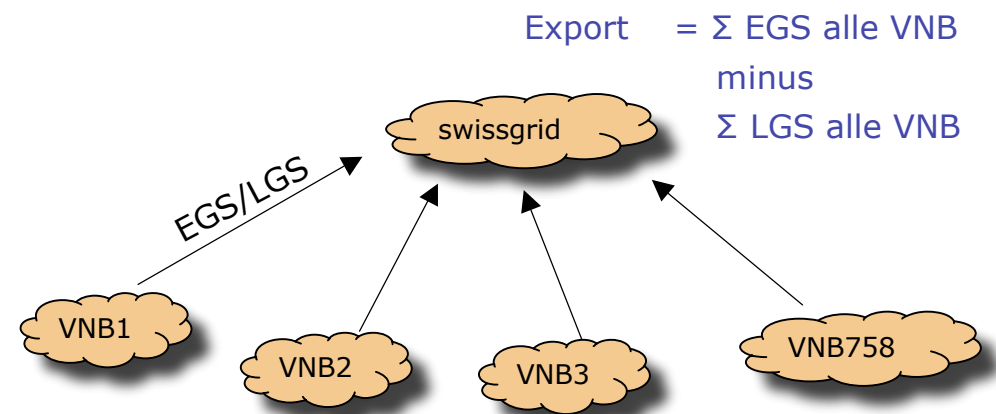 Export = Σ EGS alle VNB
minus
Σ LGS alle VNB
swissgrid
EGS/LGS
VNB1
VNB2
VNB3
VNB758